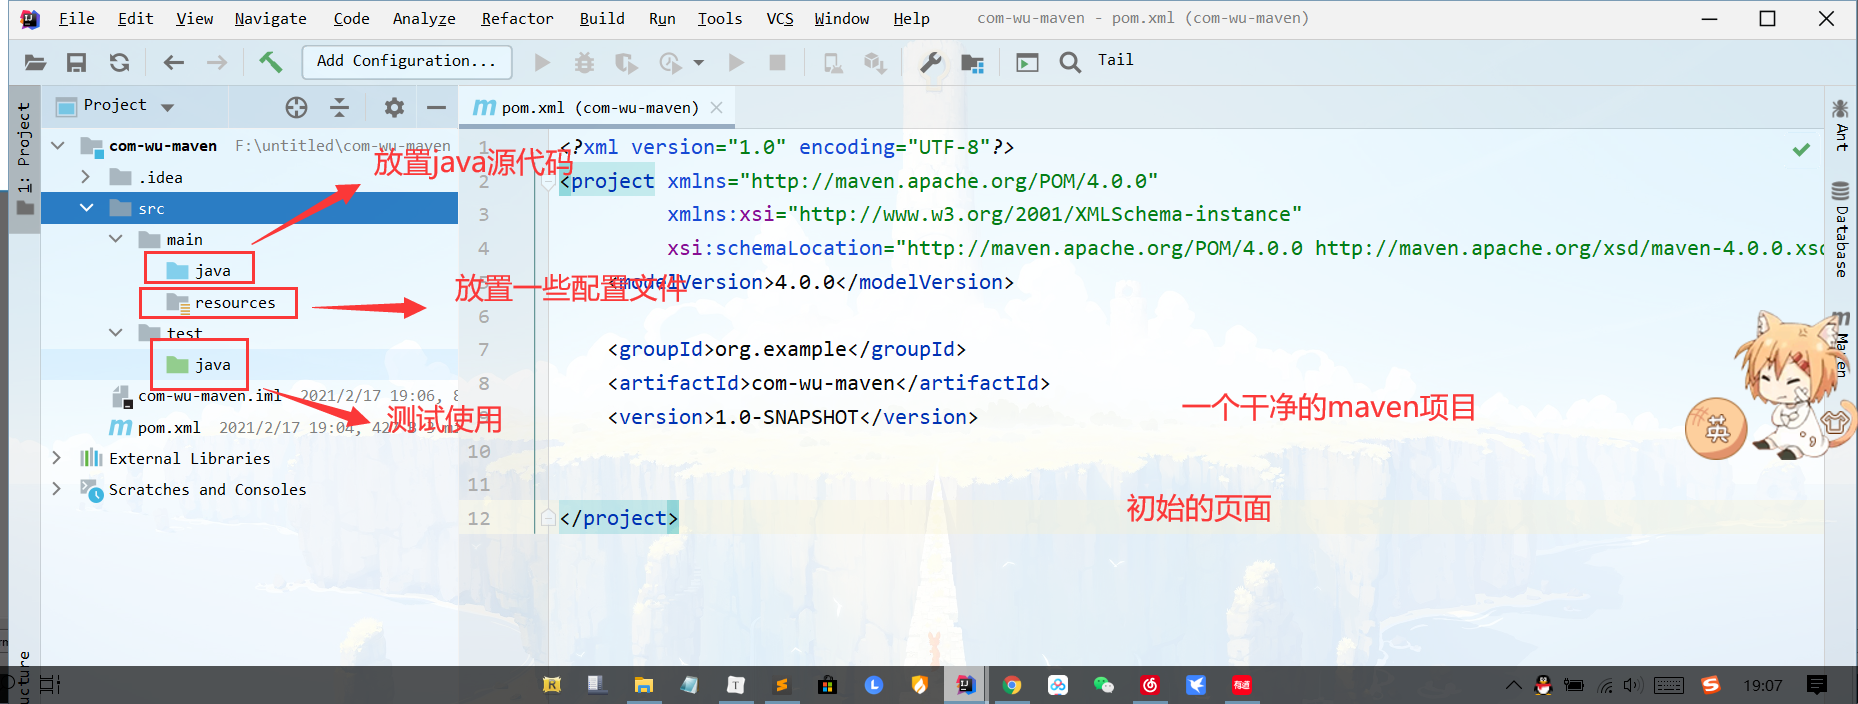 File Edit View Navigate Code Analyze Refactor Build Run Tools VCS Window Help com-wu-maven - pom.xml (com-wu-maven)
Add Configuration... Tail
1: Project
Project
pom.xml (com-wu-maven)
com-wu-maven F:\untitled\com-wu-maven
.idea
src
main
java
resources
test
java
com-wu-maven.iml 2021/2/17 19:06, 8
pom.xml 2021/2/17 19:04, 427 B
External Libraries
Scratches and Consoles
放置java源代码
放置一些配置文件
测试使用
1 <?xml version="1.0" encoding="UTF-8"?>
2 <project xmlns="http://maven.apache.org/POM/4.0.0"
3 xmlns:xsi="http://www.w3.org/2001/XMLSchema-instance"
4 xsi:schemaLocation="http://maven.apache.org/POM/4.0.0 http://maven.apache.org/xsd/maven-4.0.0.xsd
5 <modelVersion>4.0.0</modelVersion>
6
7 <groupId>org.example</groupId>
8 <artifactId>com-wu-maven</artifactId>
9 <version>1.0-SNAPSHOT</version>
10
11
12 </project>
一个干净的maven项目
初始的页面
Ant
Database
Maven
英
ucture
有道
19:07